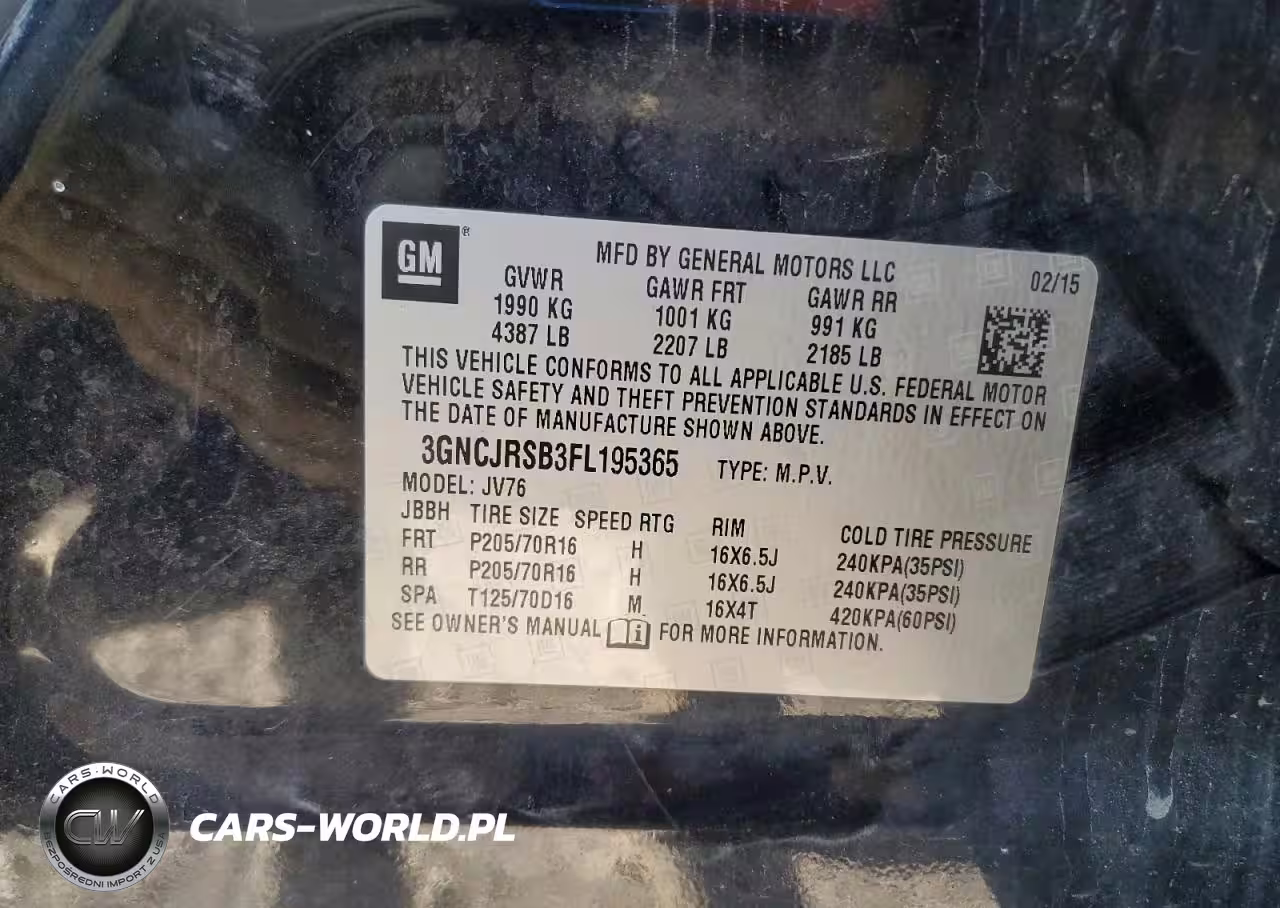 GM ®
MFD BY GENERAL MOTORS LLC 02/15
GVWR GAWR FRT GAWR RR
1990 KG 1001 KG 991 KG
4387 LB 2207 LB 2185 LB
THIS VEHICLE CONFORMS TO ALL APPLICABLE U.S. FEDERAL MOTOR
VEHICLE SAFETY AND THEFT PREVENTION STANDARDS IN EFFECT ON
THE DATE OF MANUFACTURE SHOWN ABOVE.
3GNCJRSB3FL195365 TYPE: M.P.V.
MODEL: JV76
JBBH TIRE SIZE SPEED RTG RIM COLD TIRE PRESSURE
FRT P205/70R16 H 16X6.5J 240KPA(35PSI)
RR P205/70R16 H 16X6.5J 240KPA(35PSI)
SPA T125/70D16 M 16X4T 420KPA(60PSI)
SEE OWNER'S MANUAL i FOR MORE INFORMATION.
CARS-WORLD
CW
BEZPOŚREDNI IMPORT Z USA
CARS-WORLD.PL